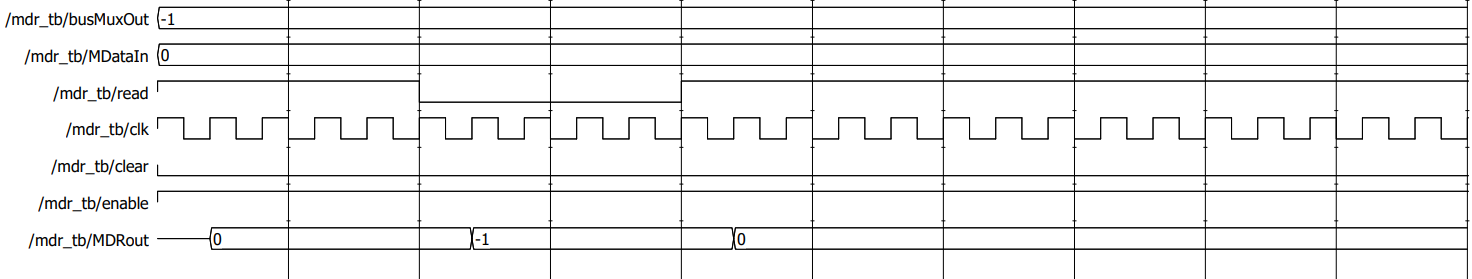 /mdr_tb/busMuxOut -1
/mdr_tb/MDataIn 0
/mdr_tb/read
/mdr_tb/clk
/mdr_tb/clear
/mdr_tb/enable
/mdr_tb/MDRout 0 -1 0